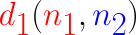 d₁(n₁, n₂)